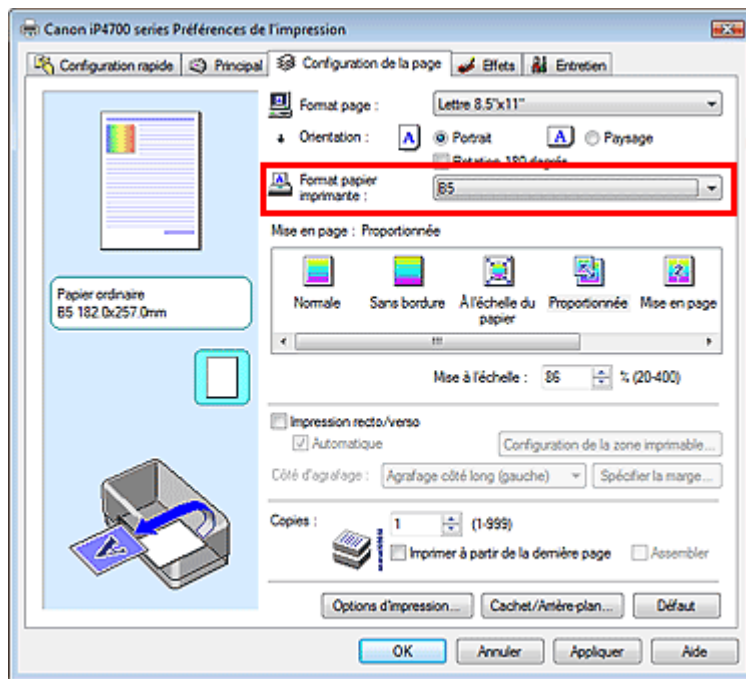 Canon iP4700 series Préférences de l'impression
Configuration rapide Principal Configuration de la page Effets Entretien
Format page : Lettre 8.5"x11"
Orientation : A Portrait A Paysage
Rotation 180 degrés
Format papier imprimante : B5
Mise en page : Proportionnée
Normale Sans bordure À l'échelle du papier Proportionnée Mise en page
Papier ordinaire
B5 182.0x257.0mm
Mise à l'échelle : 86 % (20-400)
Impression recto/verso
Automatique Configuration de la zone imprimable...
Côté d'agrafage : Agrafage côté long (gauche) Spécifier la marge...
Copies : 1 (1-999)
Imprimer à partir de la dernière page Assembler
Options d'impression... Cachet/Arrière-plan... Défaut
OK Annuler Appliquer Aide